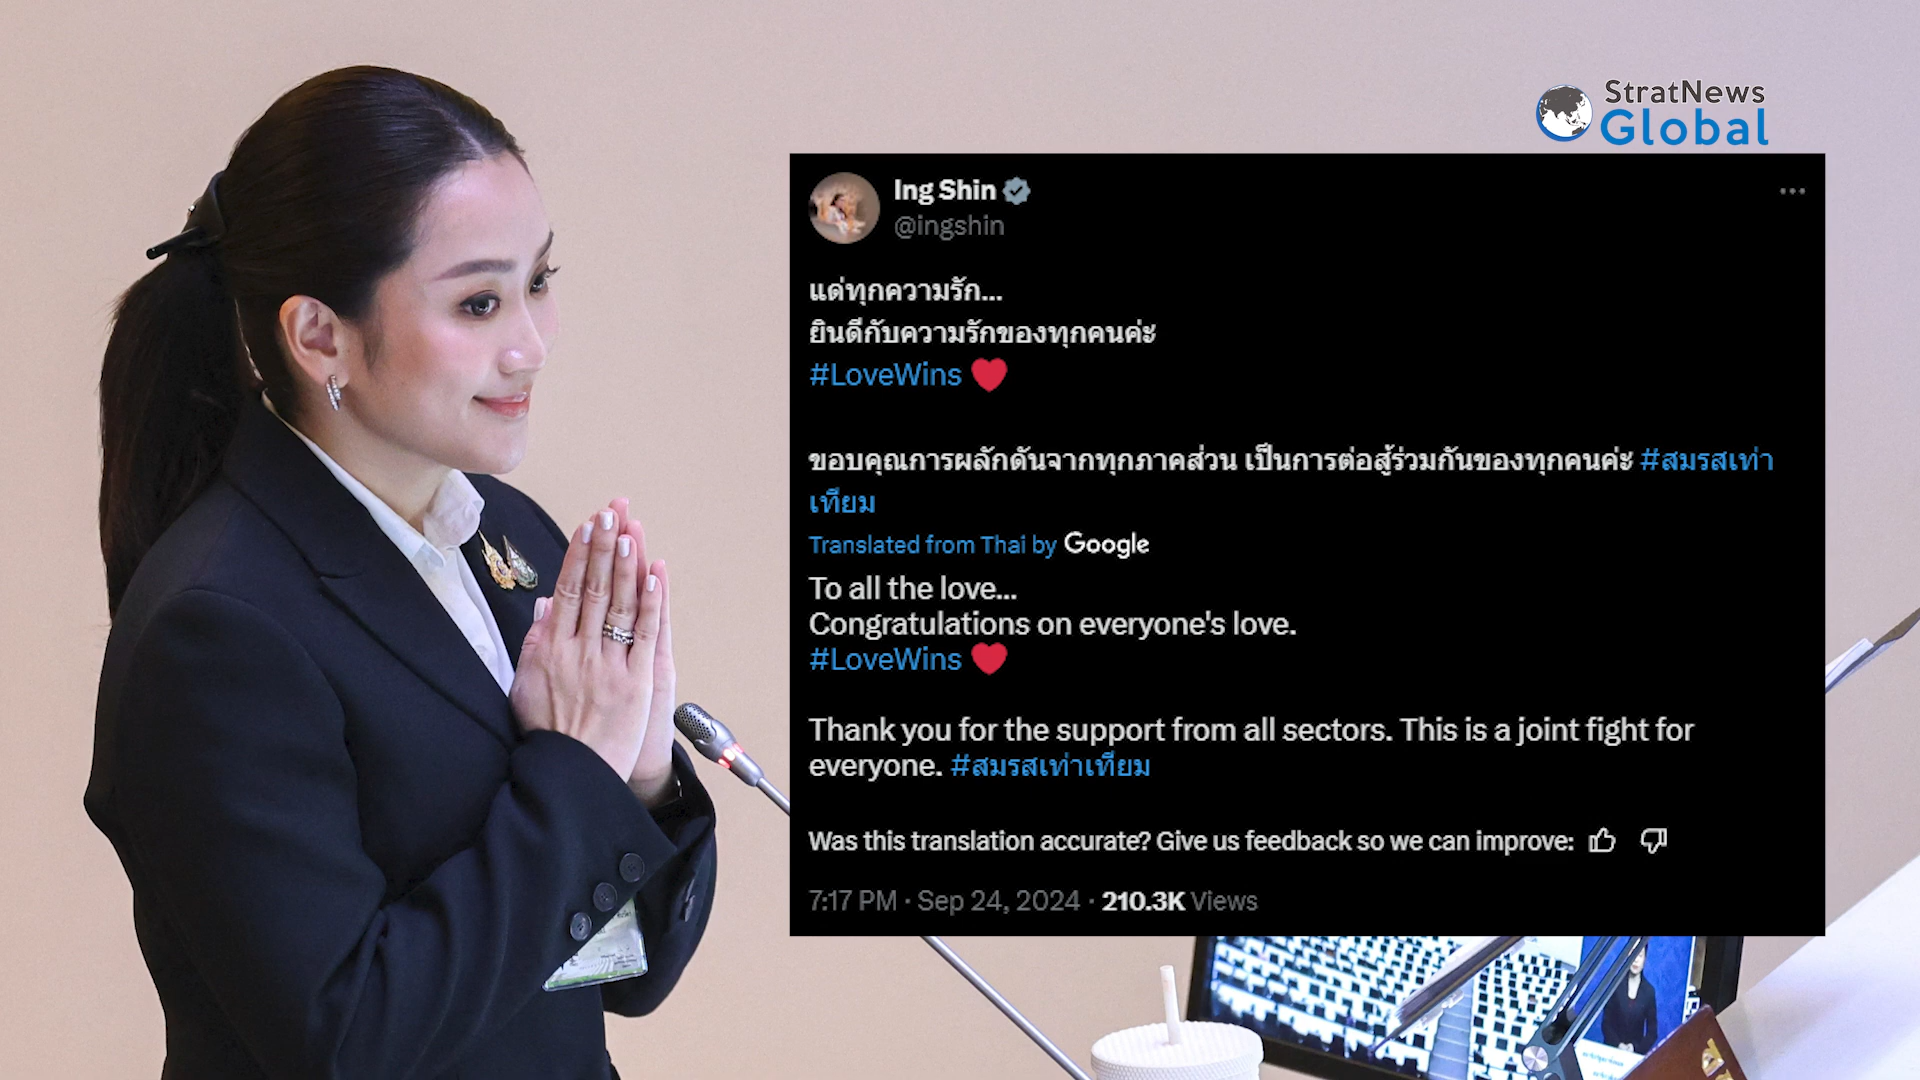 StratNews
Global
Ing Shin
@ingshin
แด่ทุกความรัก...
ยินดีกับความรักของทุกคนค่ะ
#LoveWins ❤️
ขอบคุณการผลักดันจากทุกภาคส่วน เป็นการต่อสู้ร่วมกันของทุกคนค่ะ #สมรสเท่า
เทียม
Translated from Thai by Google
To all the love...
Congratulations on everyone's love.
#LoveWins ❤️
Thank you for the support from all sectors. This is a joint fight for
everyone. #สมรสเท่าเทียม
Was this translation accurate? Give us feedback so we can improve:
7:17 PM · Sep 24, 2024 · 210.3K Views